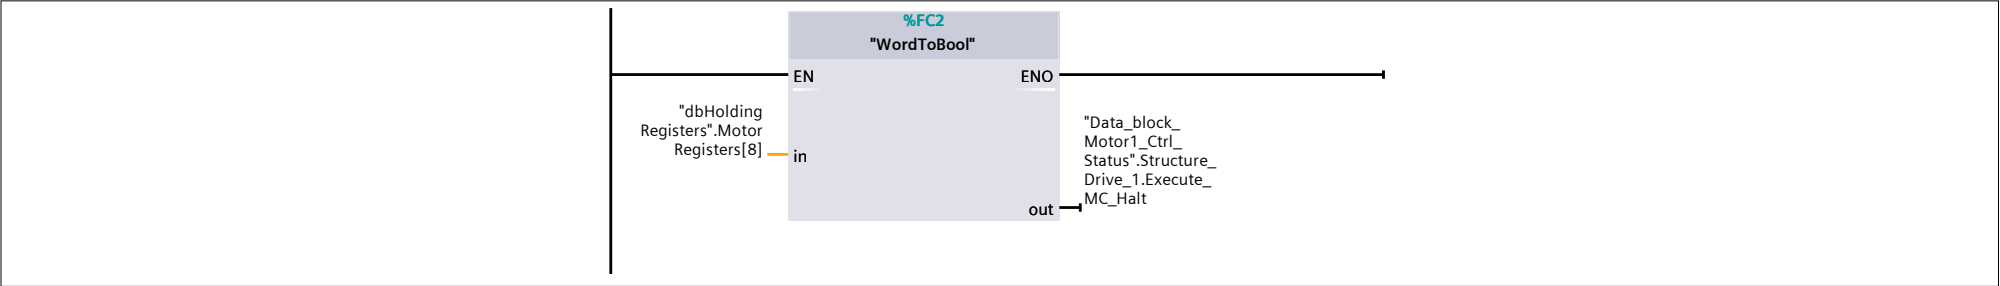 %FC2
"WordToBool"
EN
ENO
"dbHolding
Registers".Motor
Registers[8]
in
"Data_block_
Motor1_Ctrl_
Status".Structure_
Drive_1.Execute_
MC_Halt
out